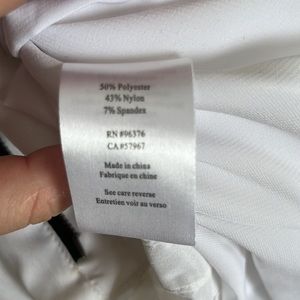 50% Polyester
43% Nylon
7% Spandex
RN #96376
CA #57967
Made in china
Fabrique en chine
See care reverse
Entretien voir au verso